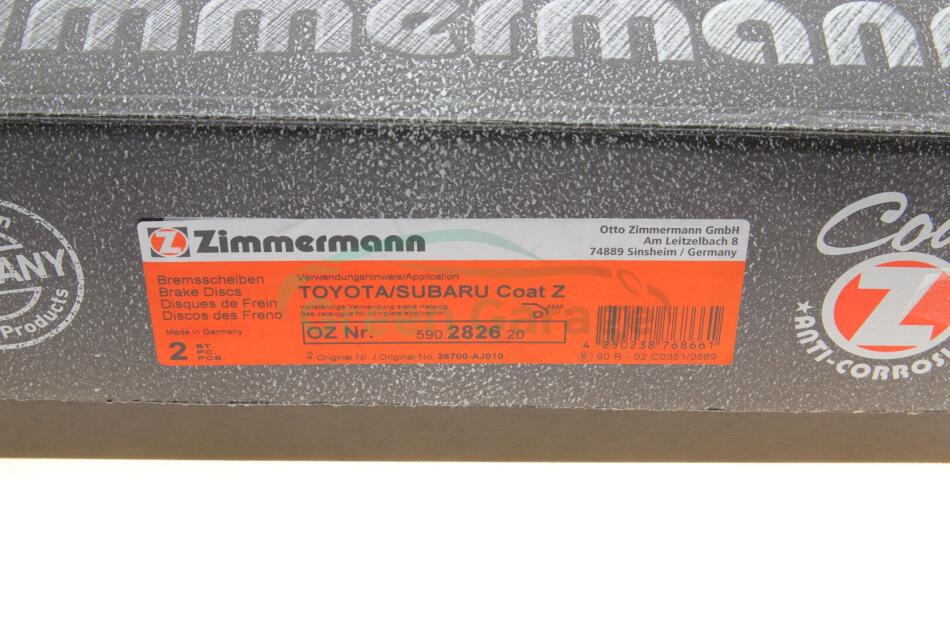 Zimmermann
Otto Zimmermann GmbH
Am Leitzelbach 8
74889 Sinsheim / Germany
Bremsscheiben
Brake Discs
Disques de Frein
Discos des Freno
Made in Germany
2 ST. PC. PCS.
Verwendungshinweis/Application
TOYOTA/SUBARU Coat Z
Vollständige Verwendung siehe Katalog
See catalogue for complete application
REAR
OZ Nr. 590.2826.20
Original Nr. / Original No. 26700-AJ010
4 250238 768661
E 90 R - 02 C0351/0569
Z
ANTI-CORROS
ANY
Products
Garage